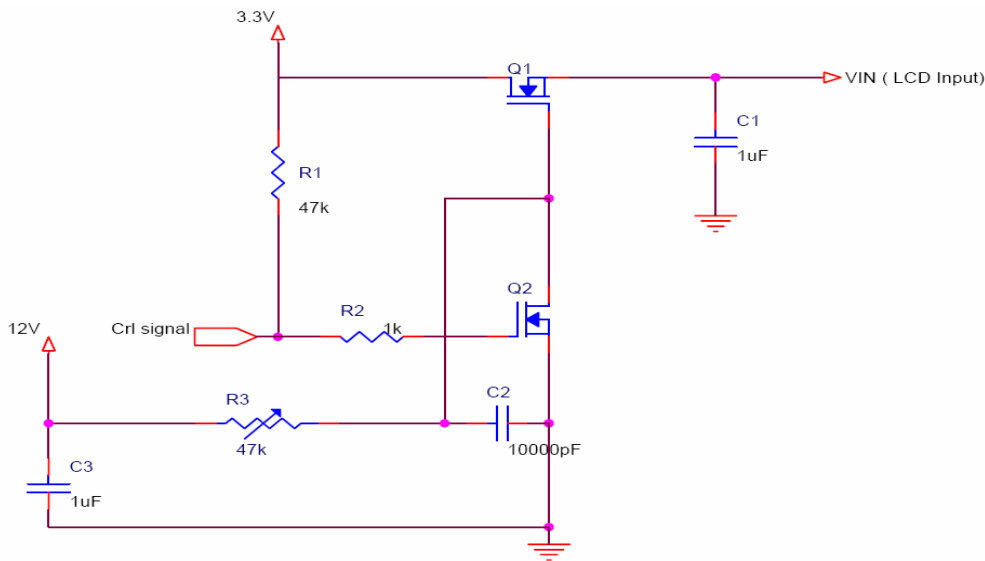 3.3V
Q1
VIN ( LCD Input)
C1
1uF
R1
47k
Q2
R2
1k
Crl signal
12V
R3
47k
C2
10000pF
C3
1uF